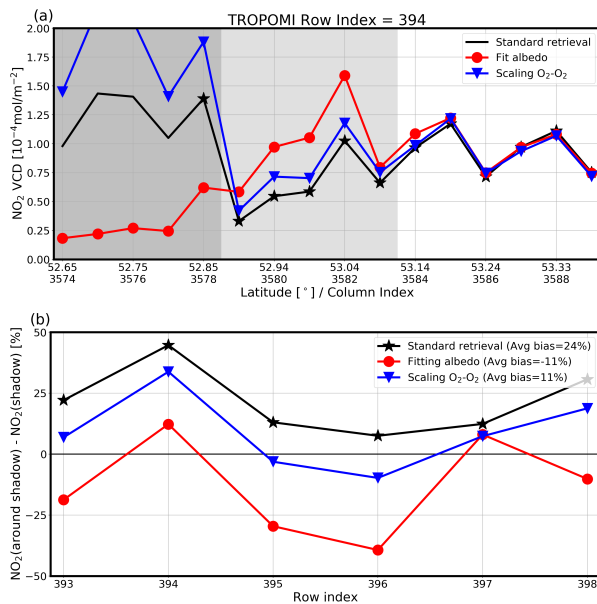 (a)
TROPOMI Row Index = 394
NO₂ VCD [10⁻⁴mol/m⁻²]
2.00
1.75
1.50
1.25
1.00
0.75
0.50
0.25
0.00
Standard retrieval
Fit albedo
Scaling O₂-O₂
52.65 52.75 52.85 52.94 53.04 53.14 53.24 53.33
3574 3576 3578 3580 3582 3584 3586 3588
Latitude [°] / Column Index
(b)
NO₂(around shadow) - NO₂(shadow) [%]
50
25
0
−25
−50
Standard retrieval (Avg bias=24%)
Fitting albedo (Avg bias=-11%)
Scaling O₂-O₂ (Avg bias=11%)
393 394 395 396 397 398
Row index